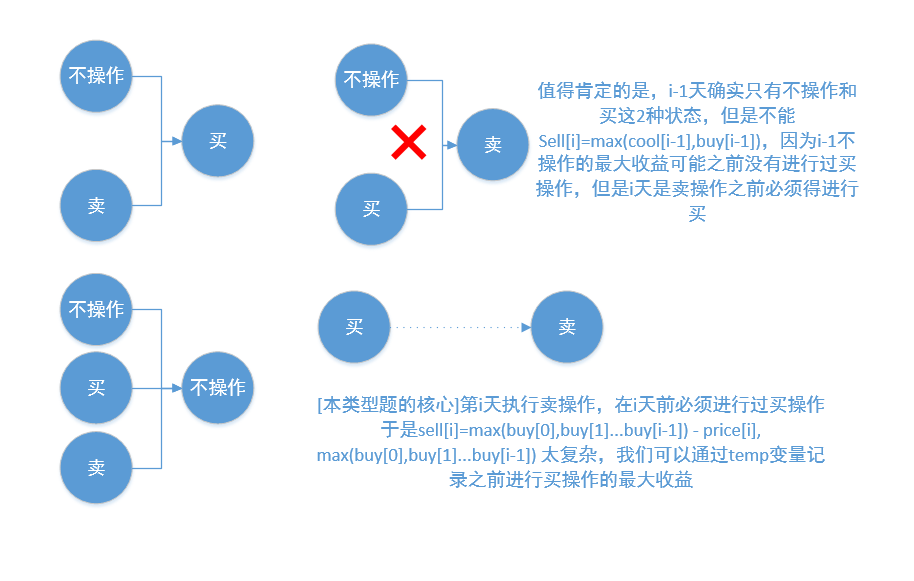 不操作
买
卖
不操作
卖
买
值得肯定的是，i-1天确实只有不操作和
买这2种状态，但是不能
Sell[i]=max(cool[i-1],buy[i-1])，因为i-1不
操作的最大收益可能之前没有进行过买
操作，但是i天是卖操作之前必须得进行
买
不操作
买
不操作
卖
买
卖
[本类型题的核心]第i天执行卖操作，在i天前必须进行过买操作
于是sell[i]=max(buy[0],buy[1]...buy[i-1]) - price[i],
max(buy[0],buy[1]...buy[i-1]) 太复杂，我们可以通过temp变量记
录之前进行买操作的最大收益